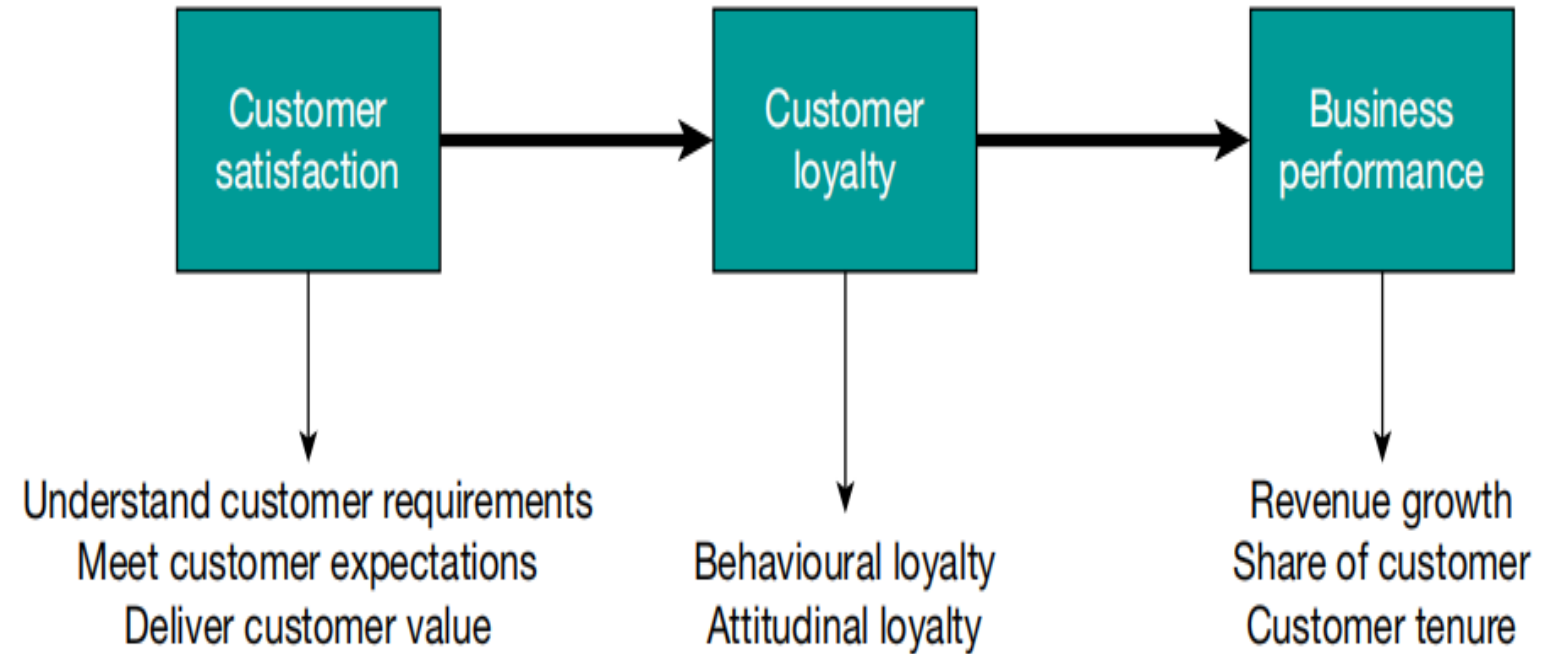 Customer
satisfaction
Customer
loyalty
Business
performance
Understand customer requirements
Meet customer expectations
Deliver customer value
Behavioural loyalty
Attitudinal loyalty
Revenue growth
Share of customer
Customer tenure